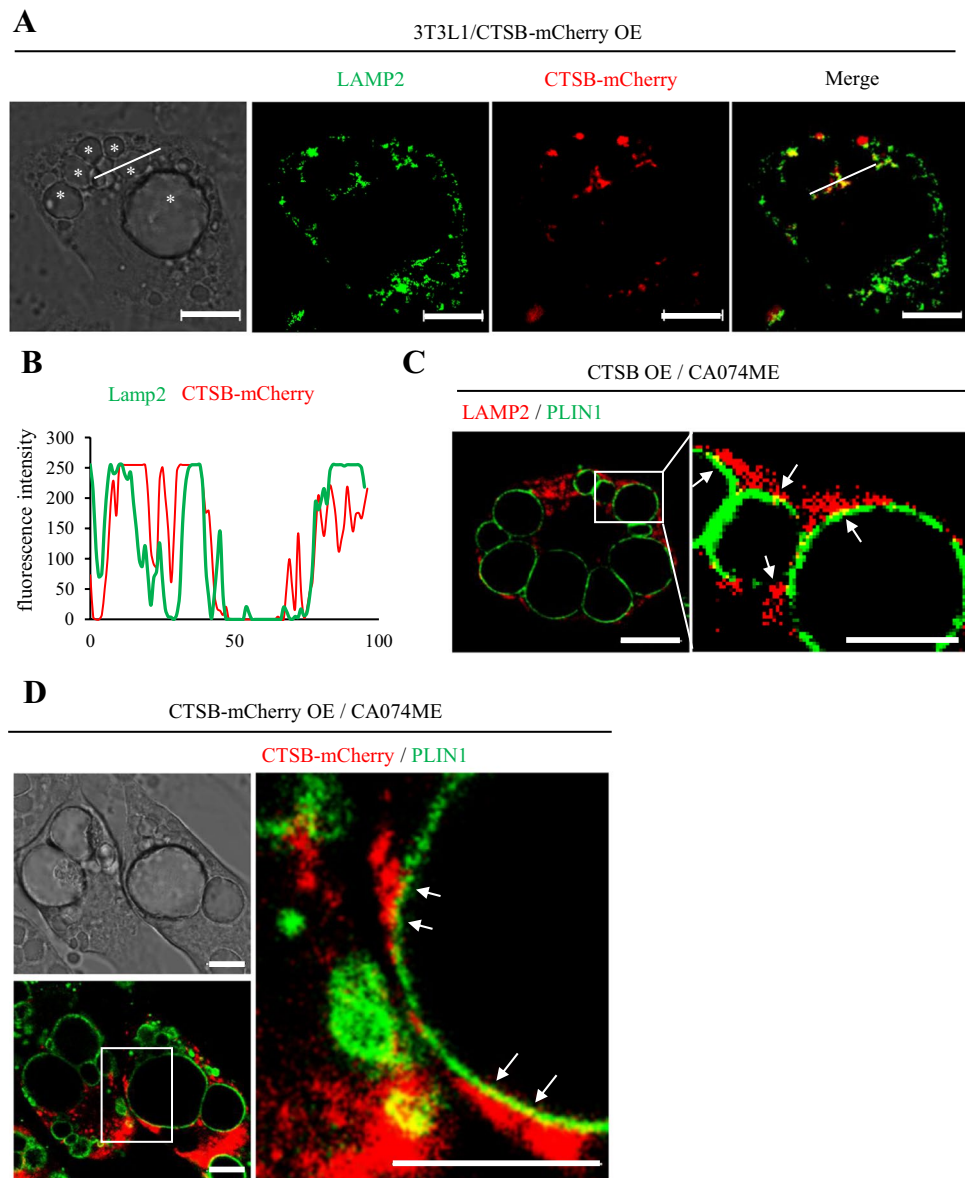 A
3T3L1/CTSB-mCherry OE
LAMP2 CTSB-mCherry Merge
* * * * * *
B
Lamp2 CTSB-mCherry
fluorescence intensity
300
250
200
150
100
50
0
0 50 100
C
CTSB OE / CA074ME
LAMP2 / PLIN1
D
CTSB-mCherry OE / CA074ME
CTSB-mCherry / PLIN1